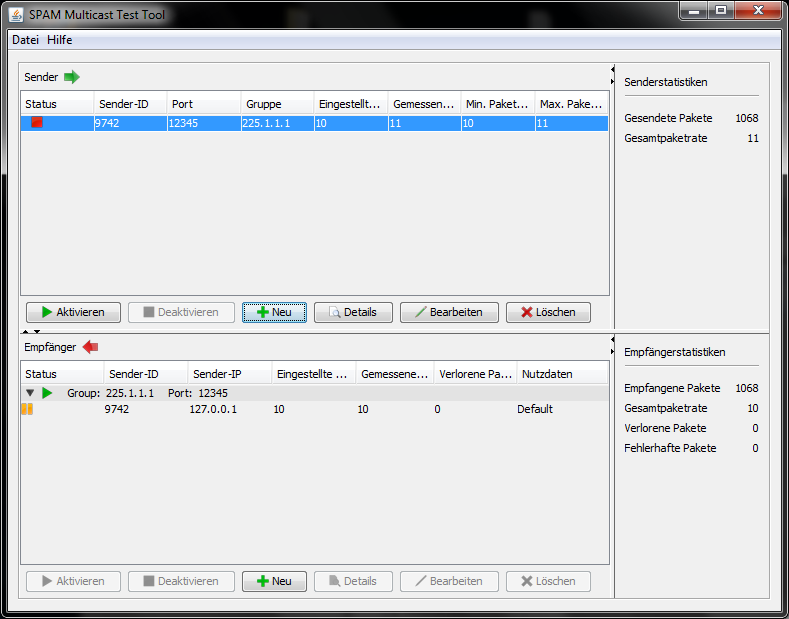 SPAM Multicast Test Tool
Datei Hilfe
Sender
Status Sender-ID Port Gruppe Eingestellt... Gemessen... Min. Paket... Max. Pake...
9742 12345 225.1.1.1 10 11 10 11
Aktivieren Deaktivieren Neu Details Bearbeiten Löschen
Senderstatistiken
Gesendete Pakete 1068
Gesamtpaketrate 11
Empfänger
Status Sender-ID Sender-IP Eingestellte ... Gemessene... Verlorene Pa... Nutzdaten
Group: 225.1.1.1 Port: 12345
9742 127.0.0.1 10 10 0 Default
Aktivieren Deaktivieren Neu Details Bearbeiten Löschen
Empfängerstatistiken
Empfangene Pakete 1068
Gesamtpaketrate 10
Verlorene Pakete 0
Fehlerhafte Pakete 0